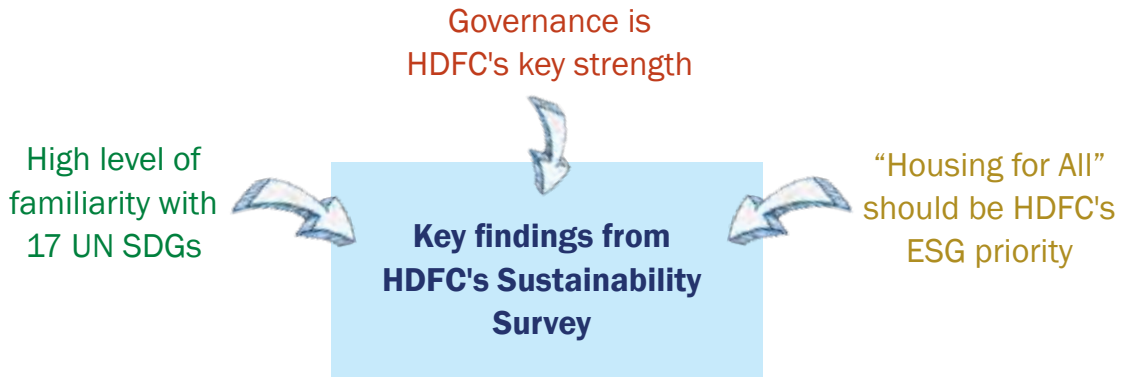 Governance is
HDFC's key strength
High level of
familiarity with
17 UN SDGs
Key findings from
HDFC's Sustainability
Survey
“Housing for All”
should be HDFC's
ESG priority